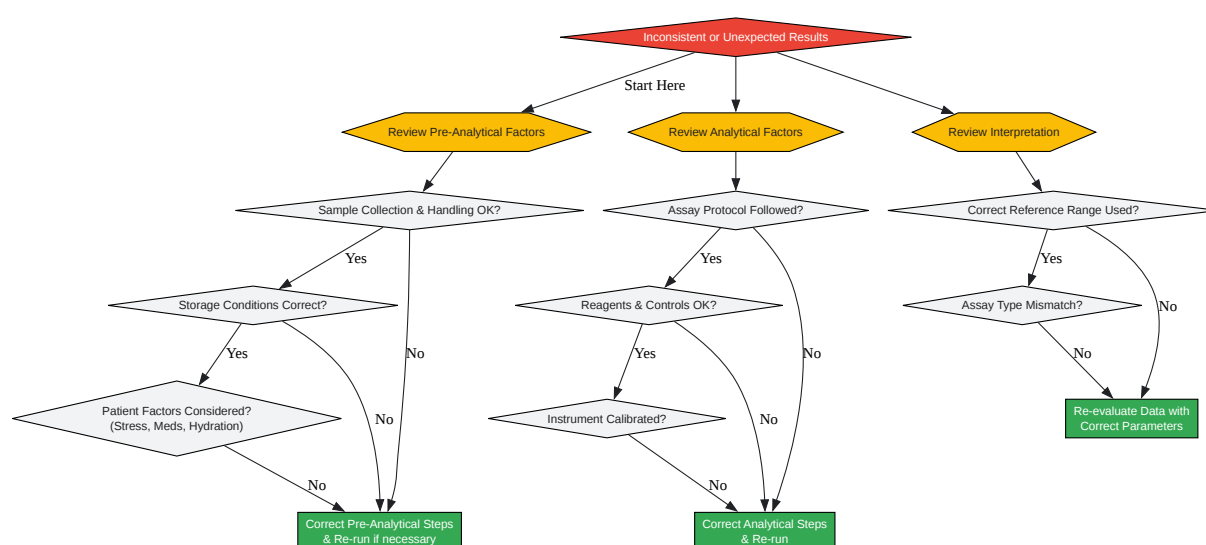 Inconsistent or Unexpected Results
Start Here
Review Pre-Analytical Factors
Review Analytical Factors
Review Interpretation
Sample Collection & Handling OK?
Assay Protocol Followed?
Correct Reference Range Used?
Yes
Yes
Yes
Storage Conditions Correct?
Reagents & Controls OK?
Assay Type Mismatch?
No
Yes
No
Yes
No
No
Patient Factors Considered?
(Stress, Meds, Hydration)
No
Instrument Calibrated?
No
Re-evaluate Data with
Correct Parameters
No
No
Correct Pre-Analytical Steps
& Re-run if necessary
Correct Analytical Steps
& Re-run